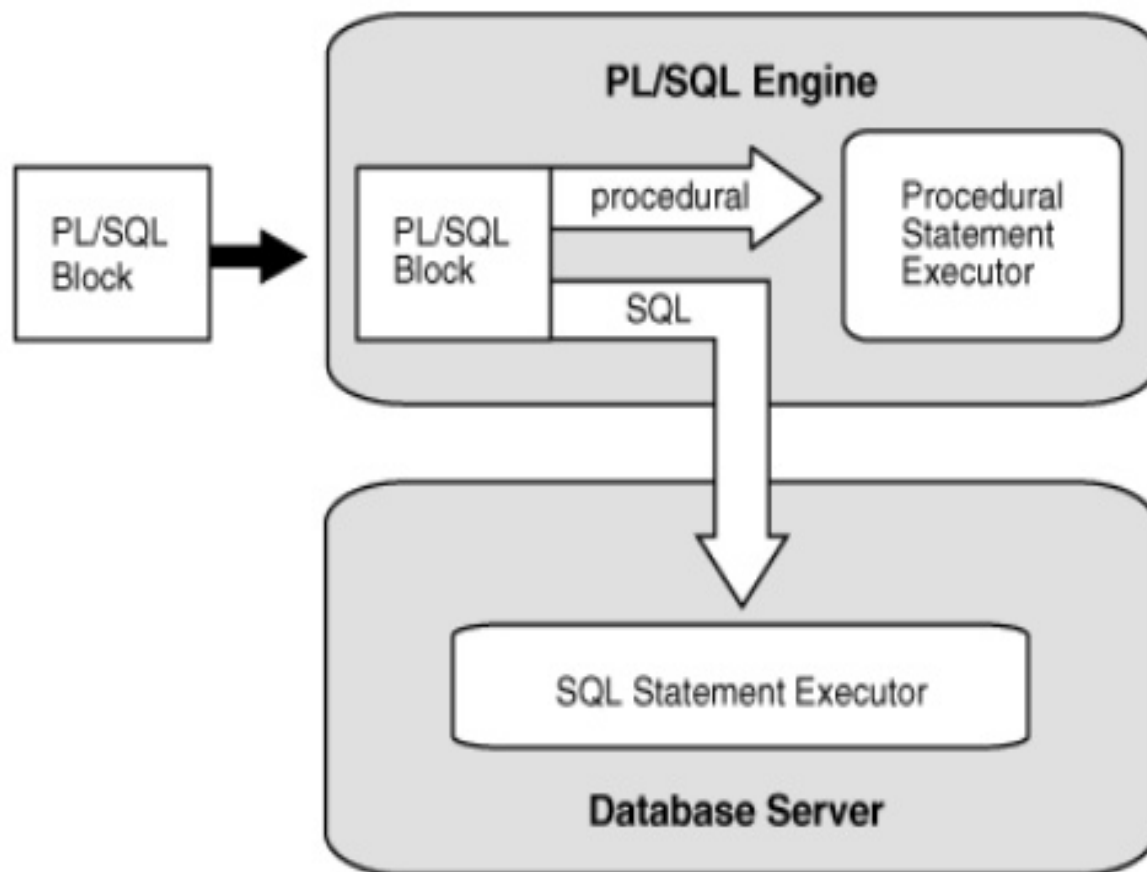 PL/SQL Engine
PL/SQL
Block
PL/SQL
Block
procedural
SQL
Procedural
Statement
Executor
SQL Statement Executor
Database Server